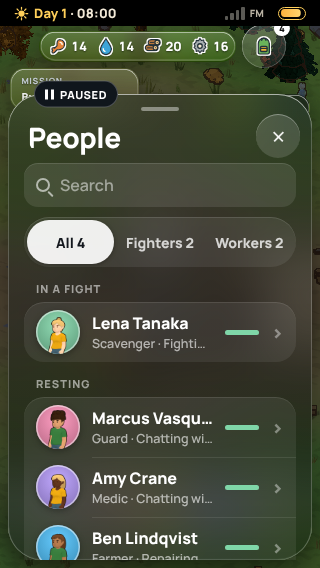 Day 1 · 08:00
FM
14
14
20
16
4
MISSION
PAUSED
People
Search
All 4
Fighters 2
Workers 2
IN A FIGHT
Lena Tanaka
Scavenger · Fighti...
RESTING
Marcus Vasqu...
Guard · Chatting wi...
Amy Crane
Medic · Chatting wi...
Ben Lindqvist
Farmer · Repairing